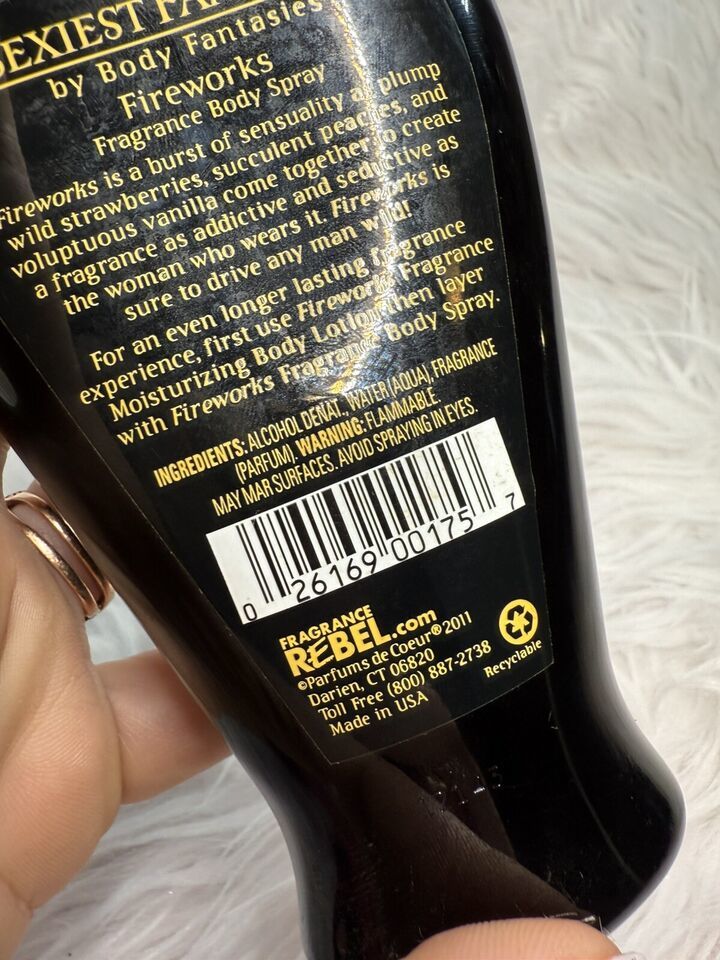 SEXIEST FAN
by Body Fantasies
Fireworks
Fragrance Body Spray
Fireworks is a burst of sensuality as plump
wild strawberries, succulent peaches, and
voluptuous vanilla come together to create
a fragrance as addictive and seductive as
the woman who wears it. Fireworks is
sure to drive any man wild!
For an even longer lasting fragrance
experience, first use Fireworks Fragrance
Moisturizing Body Lotion then layer
with Fireworks Fragrance Body Spray.
INGREDIENTS: ALCOHOL DENAT., WATER (AQUA), FRAGRANCE
(PARFUM). WARNING: FLAMMABLE.
MAY MAR SURFACES. AVOID SPRAYING IN EYES.
0 26169 00175 7
FRAGRANCE
REBEL.com
©Parfums de Coeur® 2011
Darien, CT 06820
Toll Free (800) 887-2738
Made in USA
Recyclable